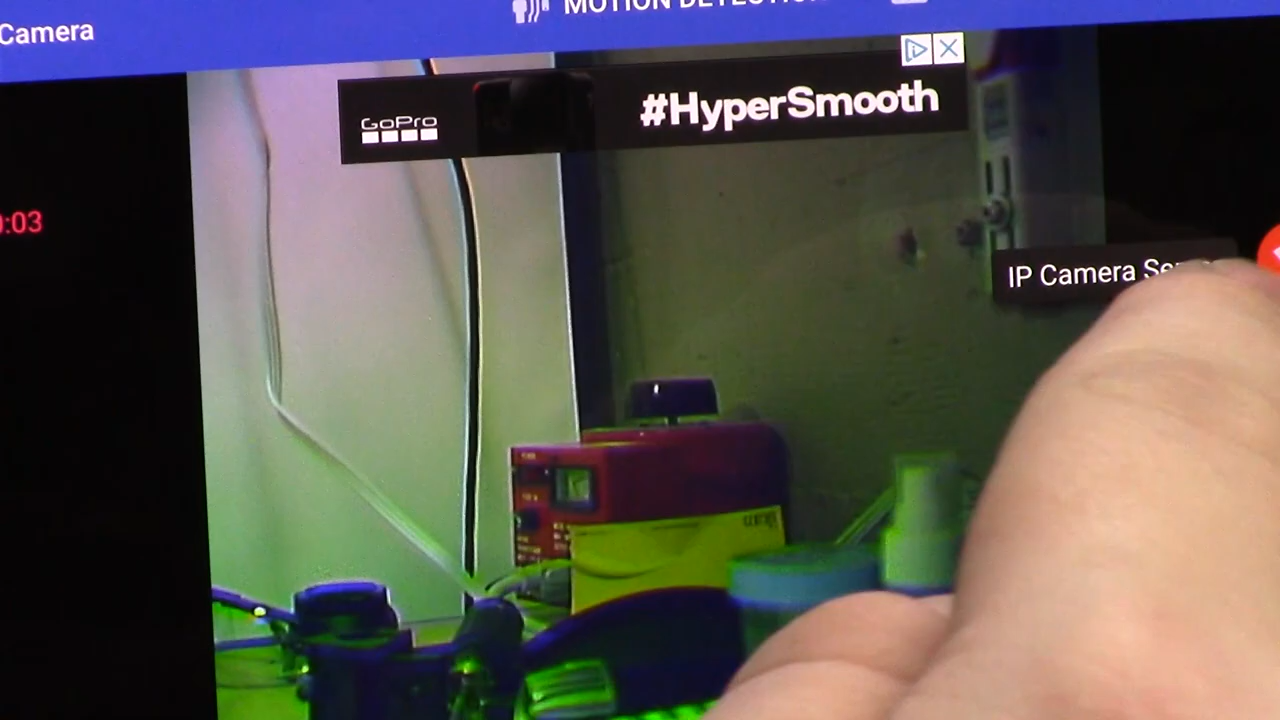 Camera
MOTION DETECTIO
GoPro
#HyperSmooth
0:03
IP Camera Se